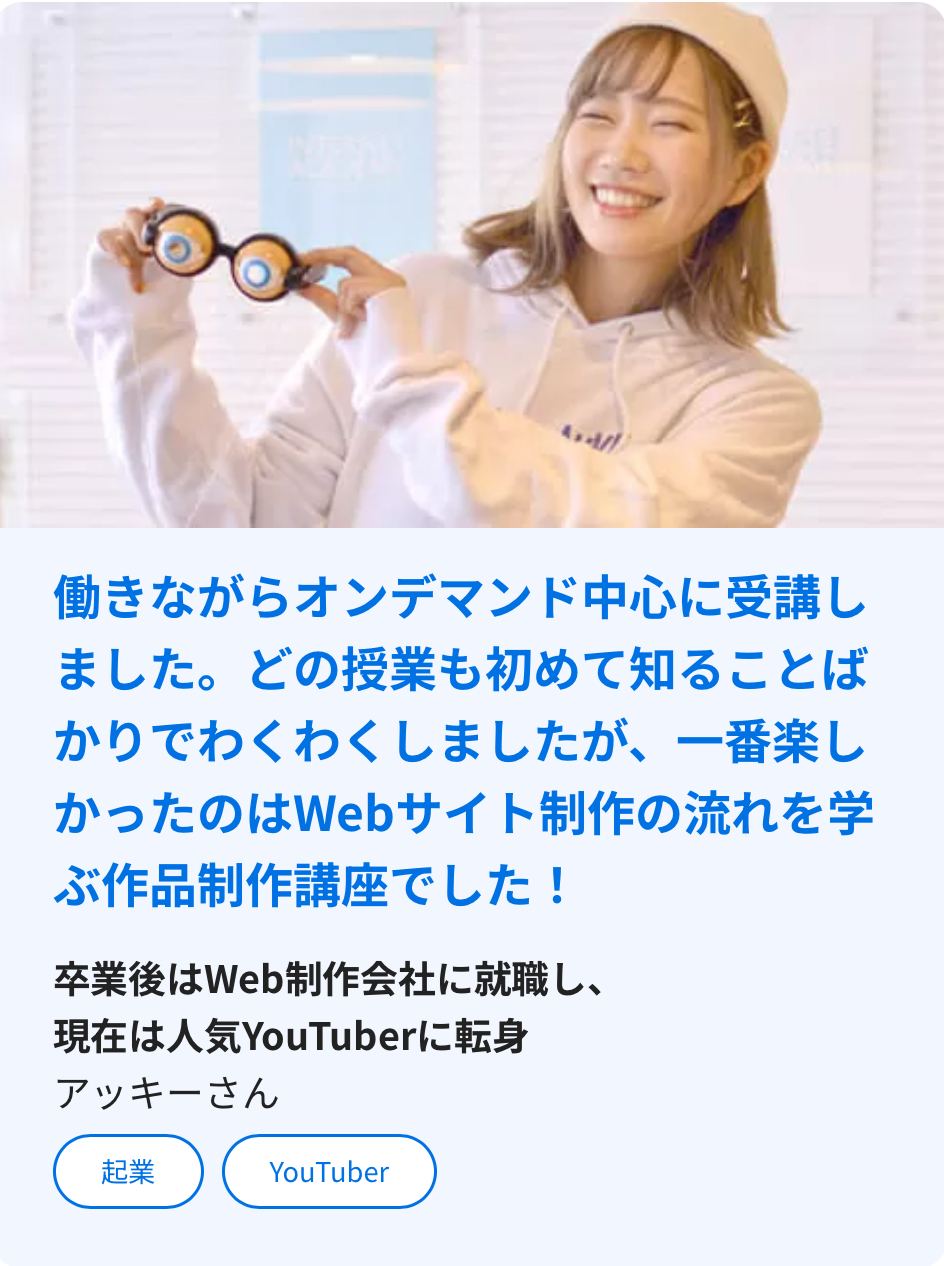 働きながらオンデマンド中心に受講し
ました。どの授業も初めて知ることば
かりでわくわくしましたが、一番楽し
かったのはWebサイト制作の流れを学
ぶ作品制作講座でした！
卒業後はWeb制作会社に就職し、
現在は人気YouTuberに転身
アッキーさん
起業
YouTuber